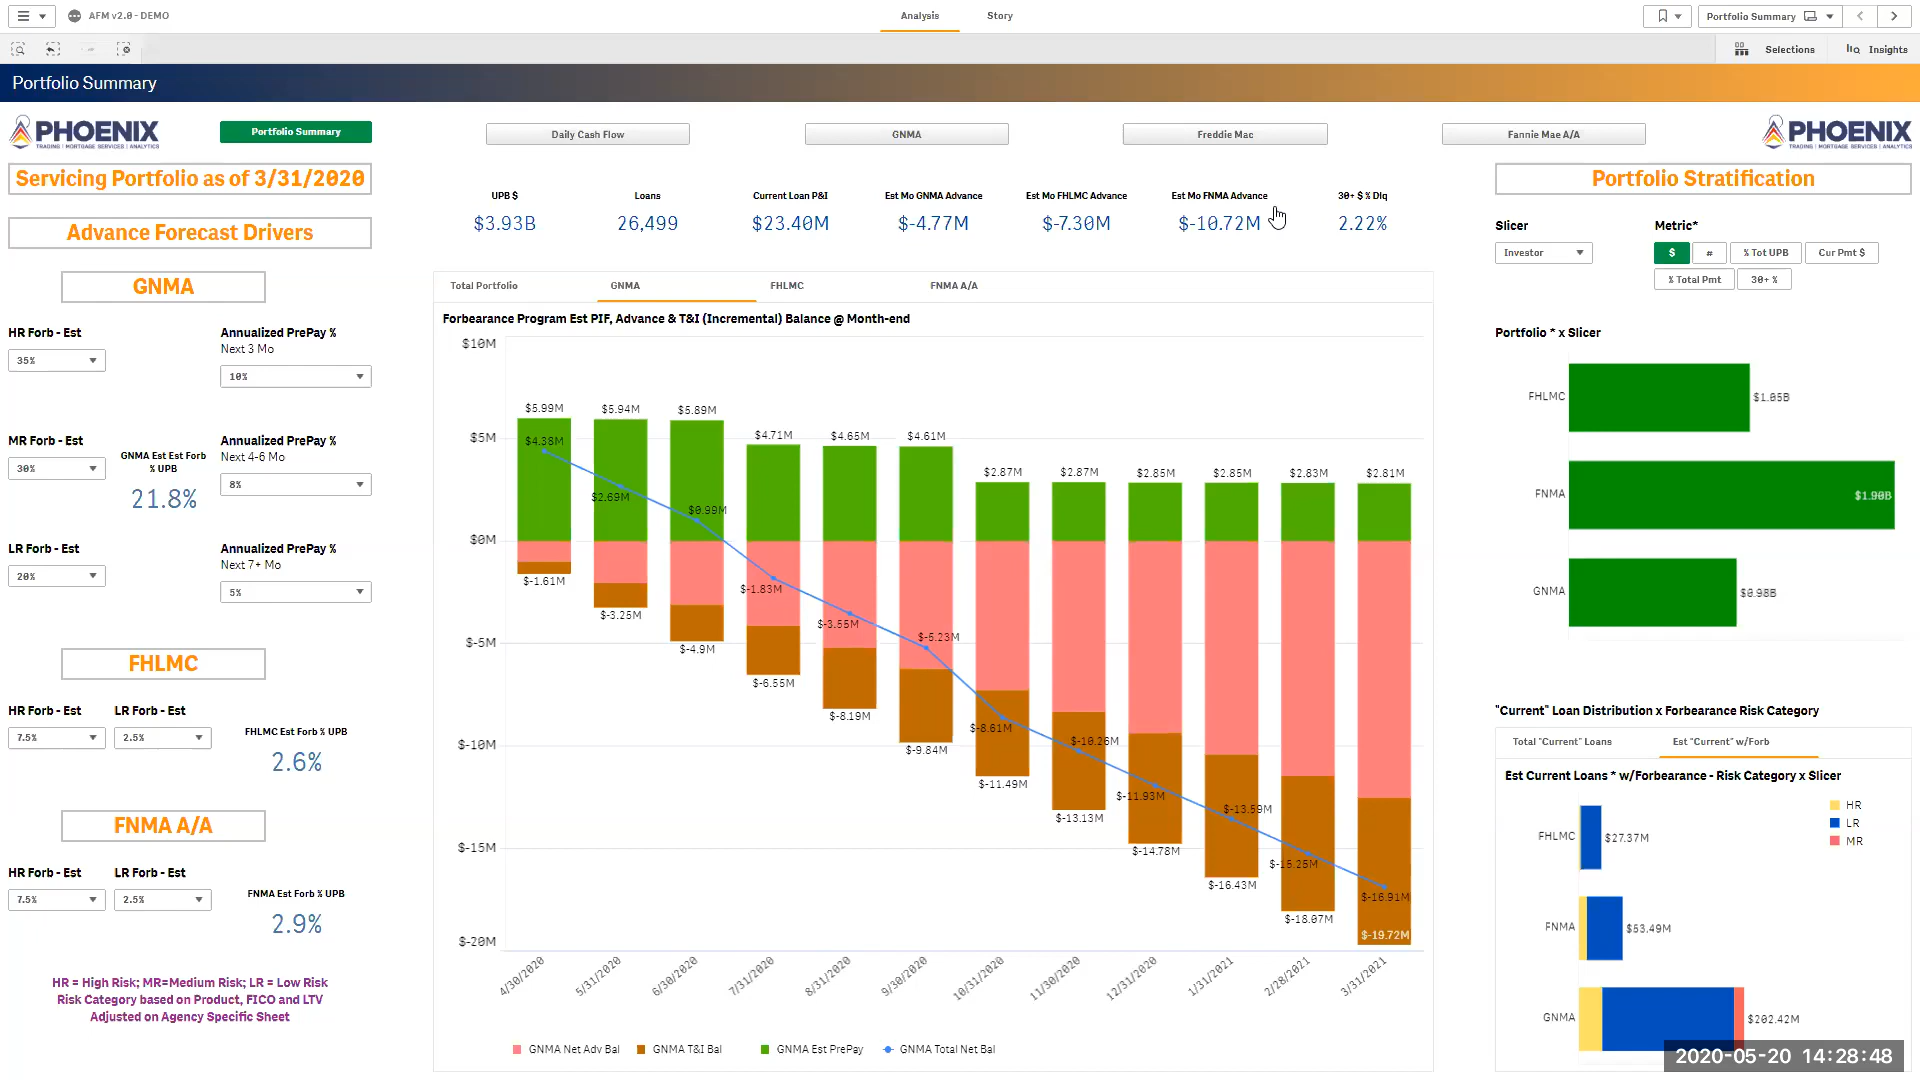 AFM v2.0 - DEMO
Analysis
Story
Portfolio Summary
Selections
Insights
Portfolio Summary
PHOENIX
TRADING | MORTGAGE SERVICES | ANALYTICS
Portfolio Summary
Daily Cash Flow
GNMA
Freddie Mac
Fannie Mae A/A
PHOENIX
TRADING | MORTGAGE SERVICES | ANALYTICS
Servicing Portfolio as of 3/31/2020
Advance Forecast Drivers
GNMA
HR Forb - Est
35%
Annualized PrePay %
Next 3 Mo
10%
MR Forb - Est
30%
GNMA Est Est Forb
% UPB
21.8%
Annualized PrePay %
Next 4-6 Mo
8%
LR Forb - Est
20%
Annualized PrePay %
Next 7+ Mo
5%
FHLMC
HR Forb - Est
7.5%
LR Forb - Est
2.5%
FHLMC Est Forb % UPB
2.6%
FNMA A/A
HR Forb - Est
7.5%
LR Forb - Est
2.5%
FNMA Est Forb % UPB
2.9%
HR = High Risk; MR=Medium Risk; LR = Low Risk
Risk Category based on Product, FICO and LTV
Adjusted on Agency Specific Sheet
UPB $
$3.93B
Loans
26,499
Current Loan P&I
$23.40M
Est Mo GNMA Advance
$-4.77M
Est Mo FHLMC Advance
$-7.30M
Est Mo FNMA Advance
$-10.72M
30+ $ % Dlq
2.22%
Total Portfolio
GNMA
FHLMC
FNMA A/A
Forbearance Program Est PIF, Advance & T&I (Incremental) Balance @ Month-end
$10M
$5M
$0M
$-5M
$-10M
$-15M
$-20M
$5.99M
$5.94M
$5.89M
$4.71M
$4.65M
$4.61M
$2.87M
$2.87M
$2.85M
$2.85M
$2.83M
$2.81M
$4.38M
$2.69M
$0.99M
$-1.83M
$-3.55M
$-5.23M
$-8.61M
$-10.26M
$-11.93M
$-13.59M
$-15.25M
$-16.91M
$-1.61M
$-3.25M
$-4.9M
$-6.55M
$-8.19M
$-9.84M
$-11.49M
$-13.13M
$-14.78M
$-16.43M
$-18.07M
$-19.72M
4/30/2020
5/31/2020
6/30/2020
7/31/2020
8/31/2020
9/30/2020
10/31/2020
11/30/2020
12/31/2020
1/31/2021
2/28/2021
3/31/2021
GNMA Net Adv Bal
GNMA T&I Bal
GNMA Est PrePay
GNMA Total Net Bal
Portfolio Stratification
Slicer
Investor
Metric*
$
#
% Tot UPB
Cur Pmt $
% Total Pmt
30+ %
Portfolio * x Slicer
FHLMC
$1.05B
FNMA
$1.90B
GNMA
$0.98B
"Current" Loan Distribution x Forbearance Risk Category
Total "Current" Loans
Est "Current" w/Forb
Est Current Loans * w/Forbearance - Risk Category x Slicer
HR
LR
MR
FHLMC
$27.37M
FNMA
$53.49M
GNMA
$202.42M
2020-05-20 14:28:48